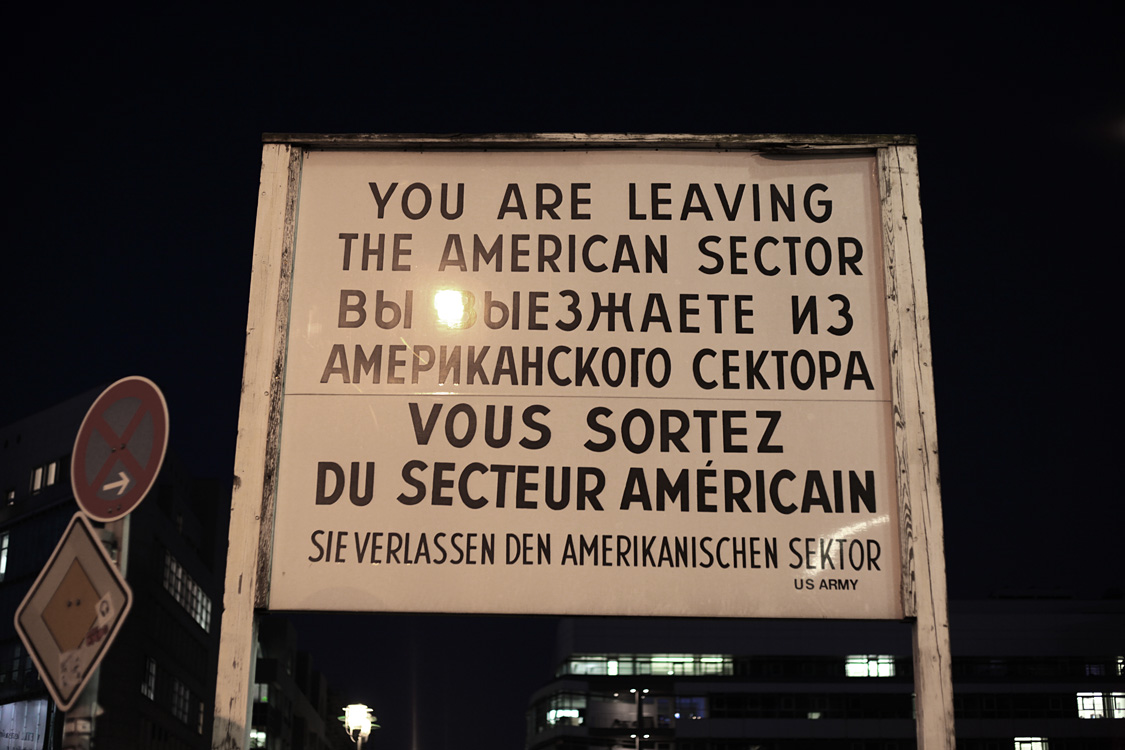 YOU ARE LEAVING
THE AMERICAN SECTOR
ВЫ ВЫЕЗЖАЕТЕ ИЗ
АМЕРИКАНСКОГО СЕКТОРА
VOUS SORTEZ
DU SECTEUR AMÉRICAIN
SIE VERLASSEN DEN AMERIKANISCHEN SEKTOR
US ARMY